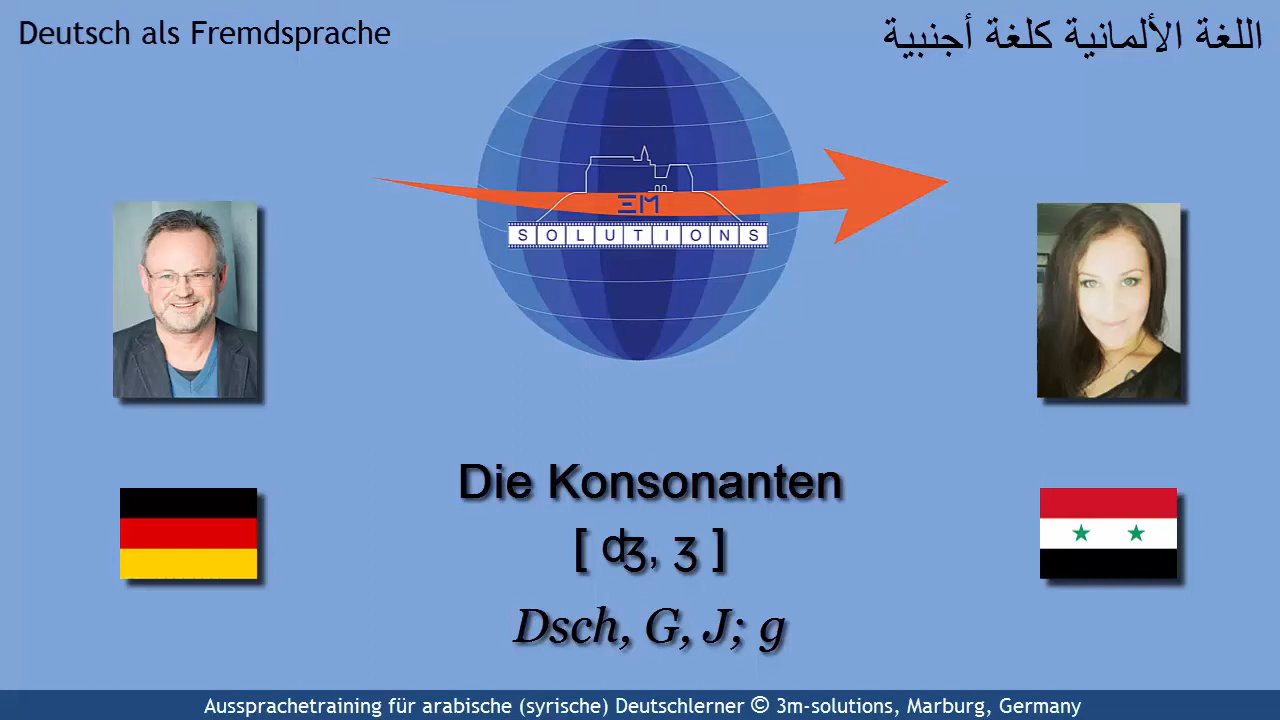 Deutsch als Fremdsprache
اللغة الألمانية كلغة أجنبية
3M
SOLUTIONS
Die Konsonanten
[ ʤ, ʒ ]
Dsch, G, J; g
Aussprachetraining für arabische (syrische) Deutschlerner © 3m-solutions, Marburg, Germany